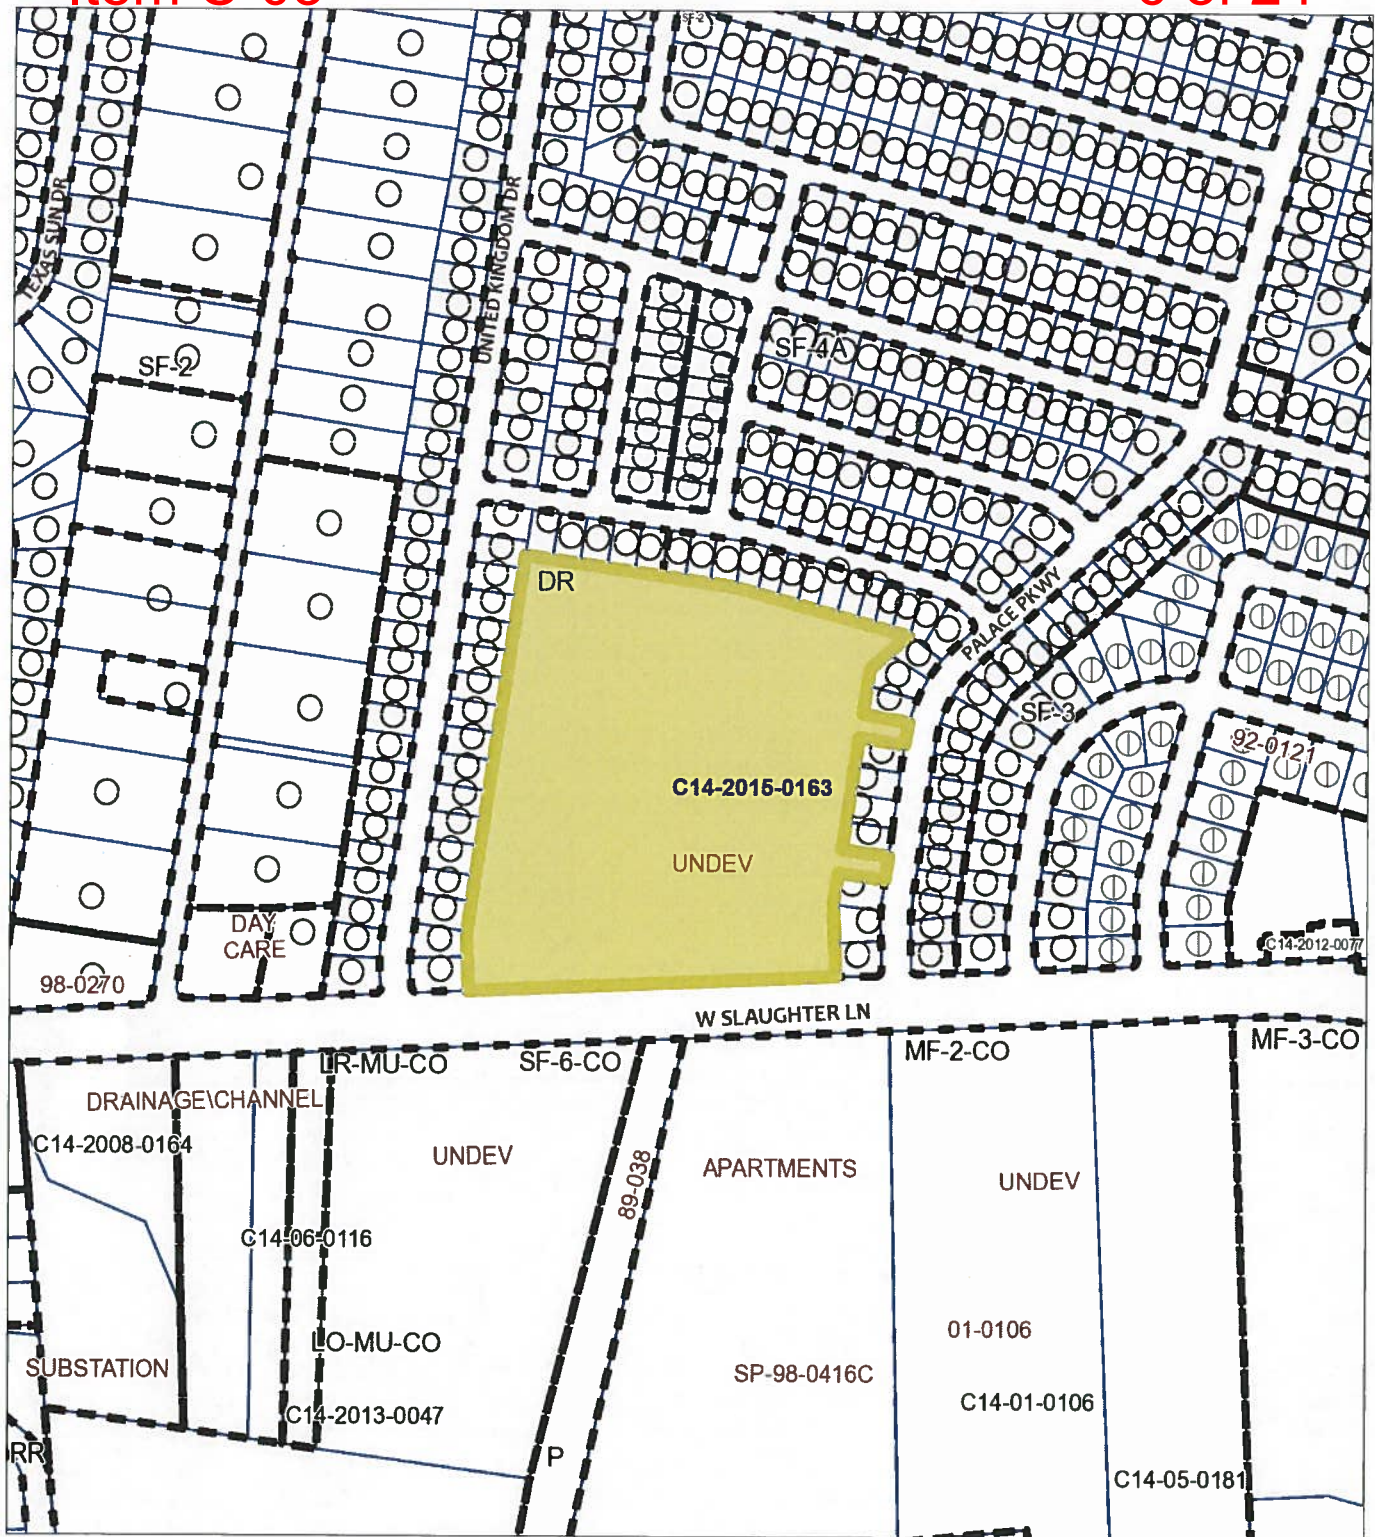 SF-2
TEXAS SUN DR
UNITED KINGDOM DR
SF-2
SF-4A
DR
PALACE PKWY
SF-3
92-0121
C14-2015-0163
UNDEV
DAY
CARE
C14-2012-0077
98-0270
W SLAUGHTER LN
LR-MU-CO
SF-6-CO
MF-2-CO
MF-3-CO
DRAINAGE\CHANNEL
C14-2008-0164
UNDEV
89-038
APARTMENTS
UNDEV
C14-06-0116
LO-MU-CO
01-0106
SUBSTATION
SP-98-0416C
C14-01-0106
C14-2013-0047
RR
P
C14-05-0181